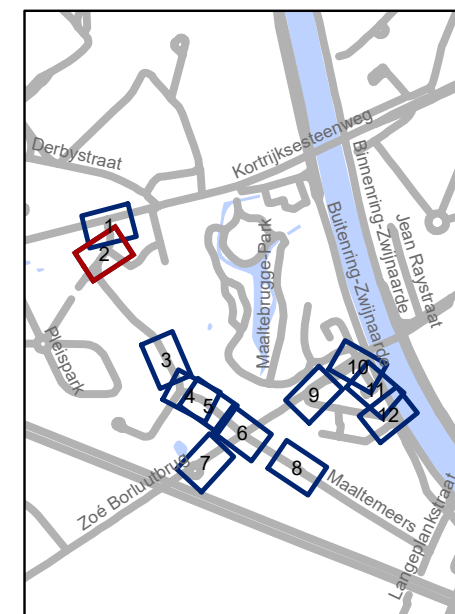 Derbystraat
Kortrijksesteenweg
Binnenring-Zwijnaarde
Jean Raystraat
Buitenring-Zwijnaarde
Maaltebrugge-Park
1
2
Pleispark
3
4
5
6
7
8
9
10
11
12
Zoé Borluutbrug
Maaltemeers
Langeplankstraat